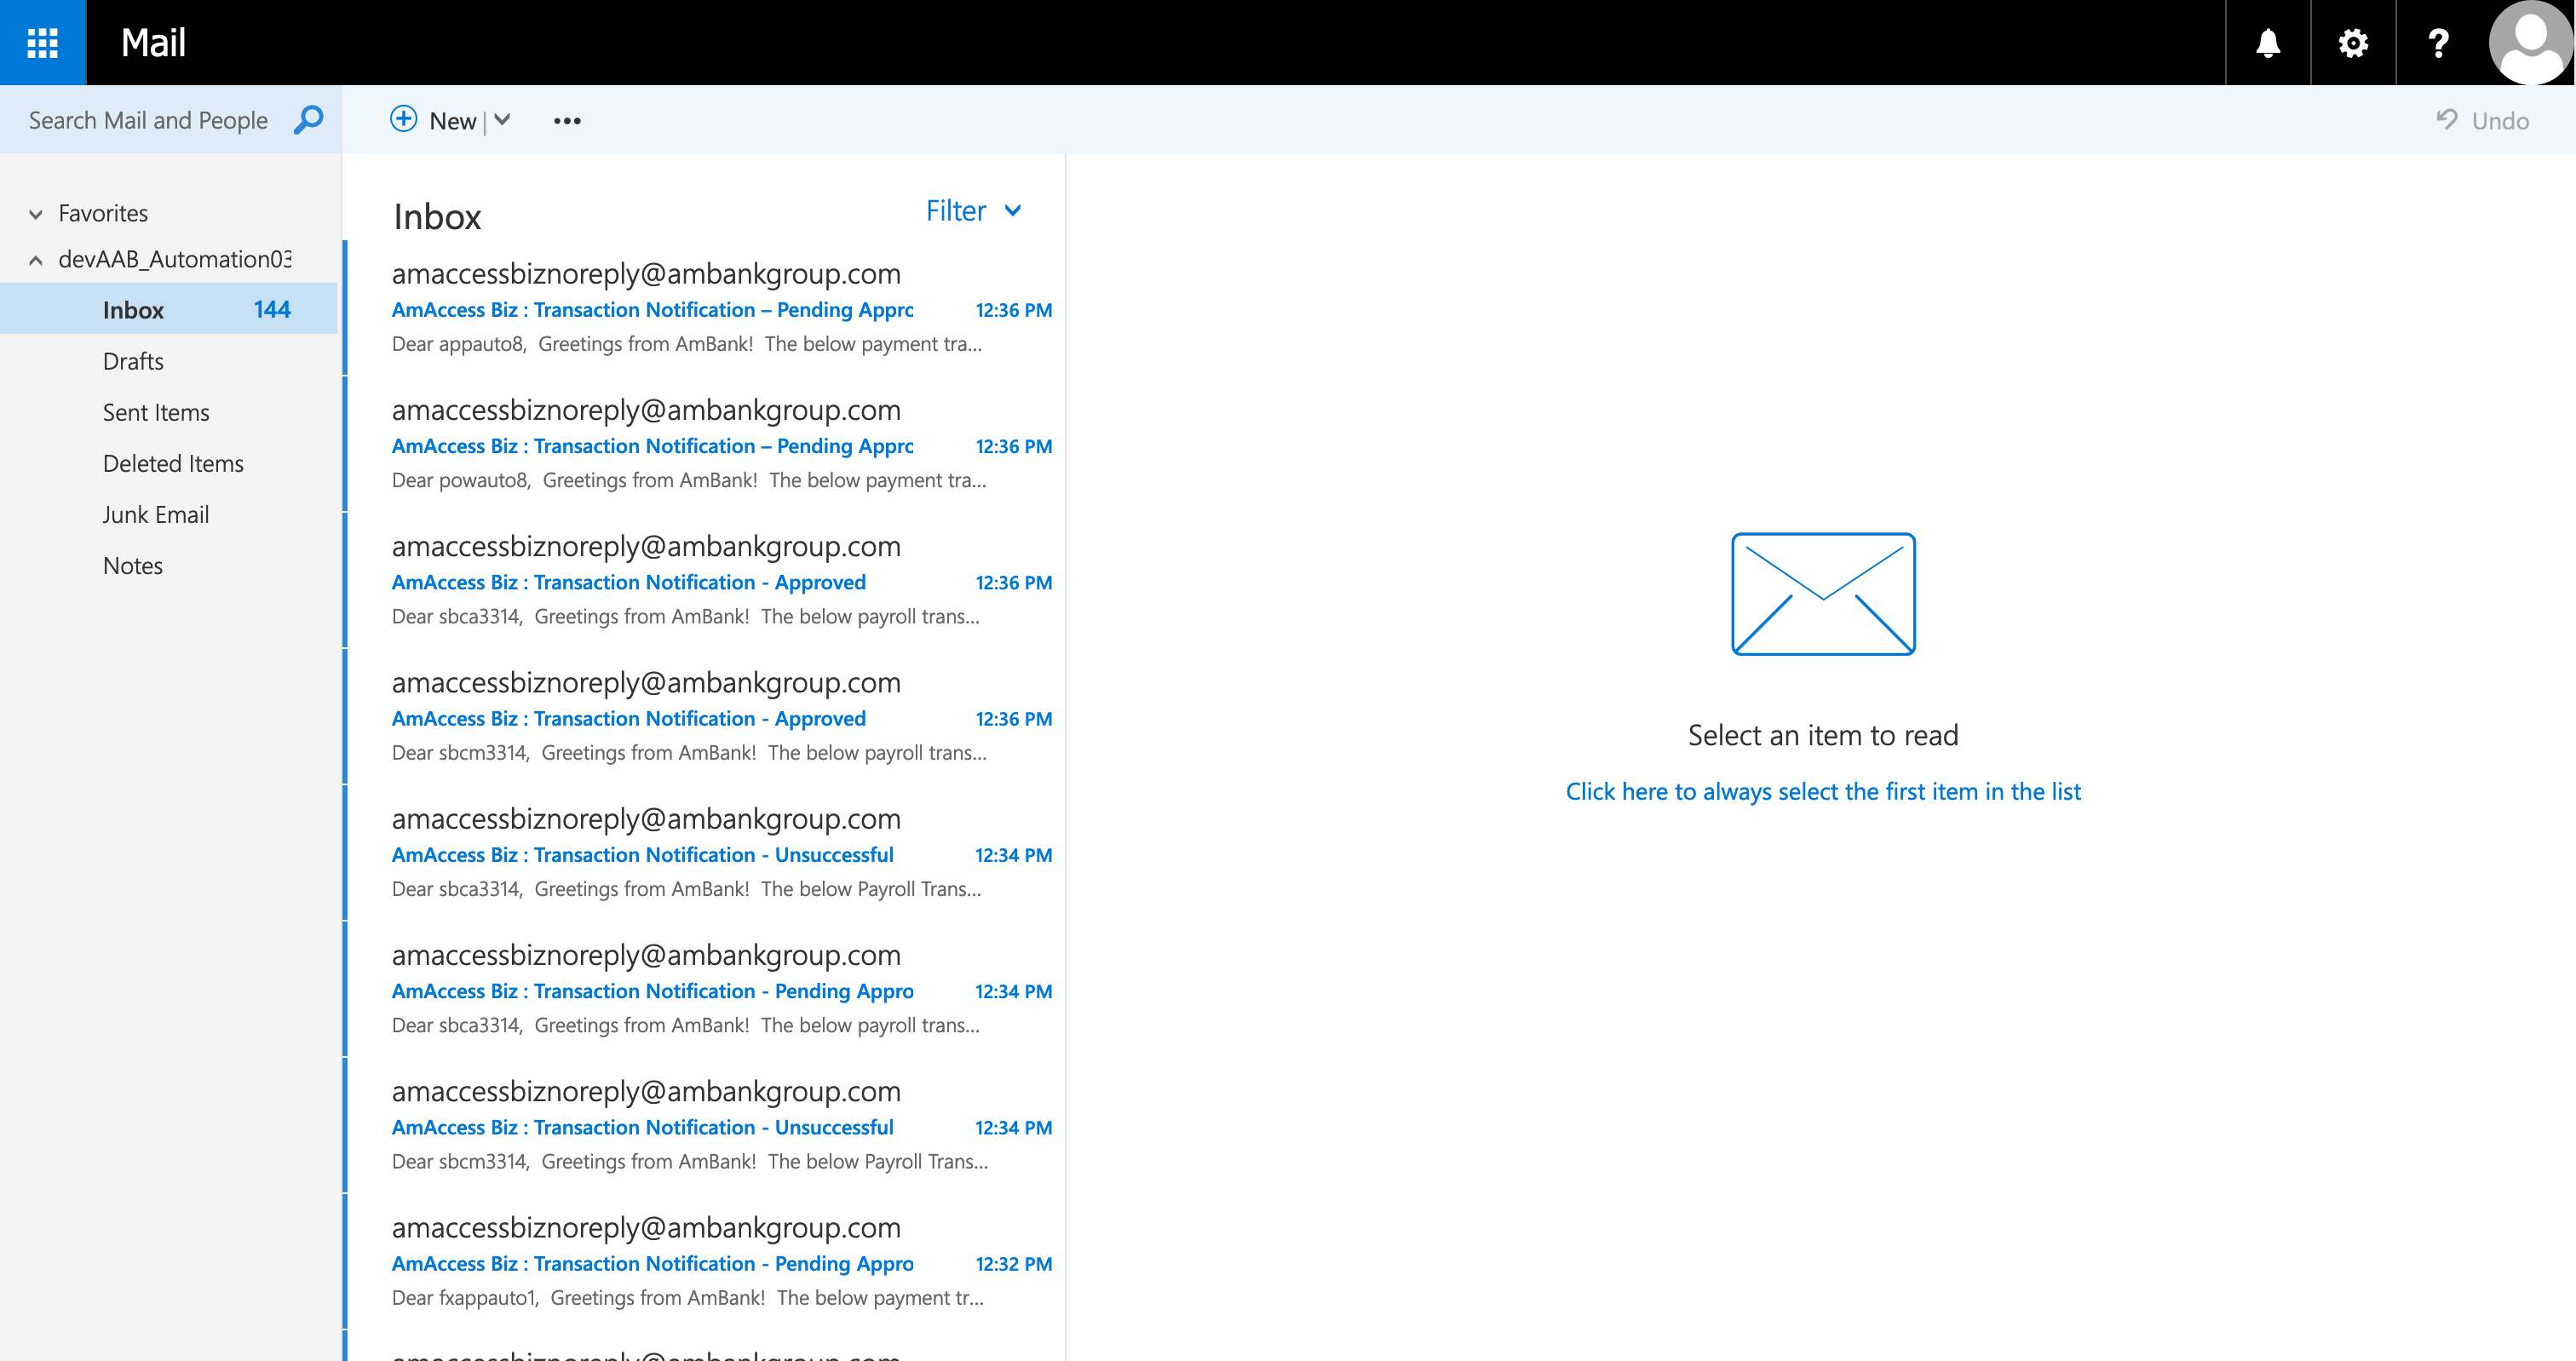 Mail
Search Mail and People
New
Undo
Favorites
devAAB_Automation03
Inbox 144
Drafts
Sent Items
Deleted Items
Junk Email
Notes
Inbox
Filter
amaccessbiznoreply@ambankgroup.com
AmAccess Biz : Transaction Notification – Pending Appro 12:36 PM
Dear appauto8, Greetings from AmBank! The below payment tra...
amaccessbiznoreply@ambankgroup.com
AmAccess Biz : Transaction Notification – Pending Appro 12:36 PM
Dear powauto8, Greetings from AmBank! The below payment tra...
amaccessbiznoreply@ambankgroup.com
AmAccess Biz : Transaction Notification - Approved 12:36 PM
Dear sbca3314, Greetings from AmBank! The below payroll trans...
amaccessbiznoreply@ambankgroup.com
AmAccess Biz : Transaction Notification - Approved 12:36 PM
Dear sbcm3314, Greetings from AmBank! The below payroll trans...
amaccessbiznoreply@ambankgroup.com
AmAccess Biz : Transaction Notification - Unsuccessful 12:34 PM
Dear sbca3314, Greetings from AmBank! The below Payroll Trans...
amaccessbiznoreply@ambankgroup.com
AmAccess Biz : Transaction Notification - Pending Appro 12:34 PM
Dear sbca3314, Greetings from AmBank! The below payroll trans...
amaccessbiznoreply@ambankgroup.com
AmAccess Biz : Transaction Notification - Unsuccessful 12:34 PM
Dear sbcm3314, Greetings from AmBank! The below Payroll Trans...
amaccessbiznoreply@ambankgroup.com
AmAccess Biz : Transaction Notification - Pending Appro 12:32 PM
Dear fxappauto1, Greetings from AmBank! The below payment tr...
amaccessbiznoreply@ambankgroup.com
Select an item to read
Click here to always select the first item in the list